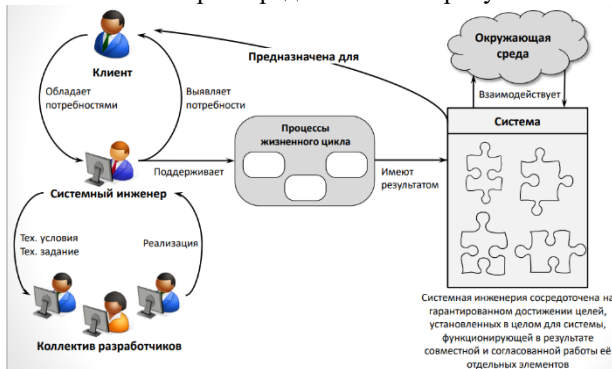 Окружающая
среда
Клиент
Предназначена для
Обладает
потребностями
Выявляет
потребности
Взаимодействует
Процессы
жизненного цикла
Система
Поддерживает
Имеют
результатом
Системный инженер
Тех. условия
Тех. задание
Реализация
Коллектив разработчиков
Системная инженерия сосредоточена на
гарантированном достижении целей,
установленных в целом для системы,
функционирующей в результате
совместной и согласованной работы её
отдельных элементов